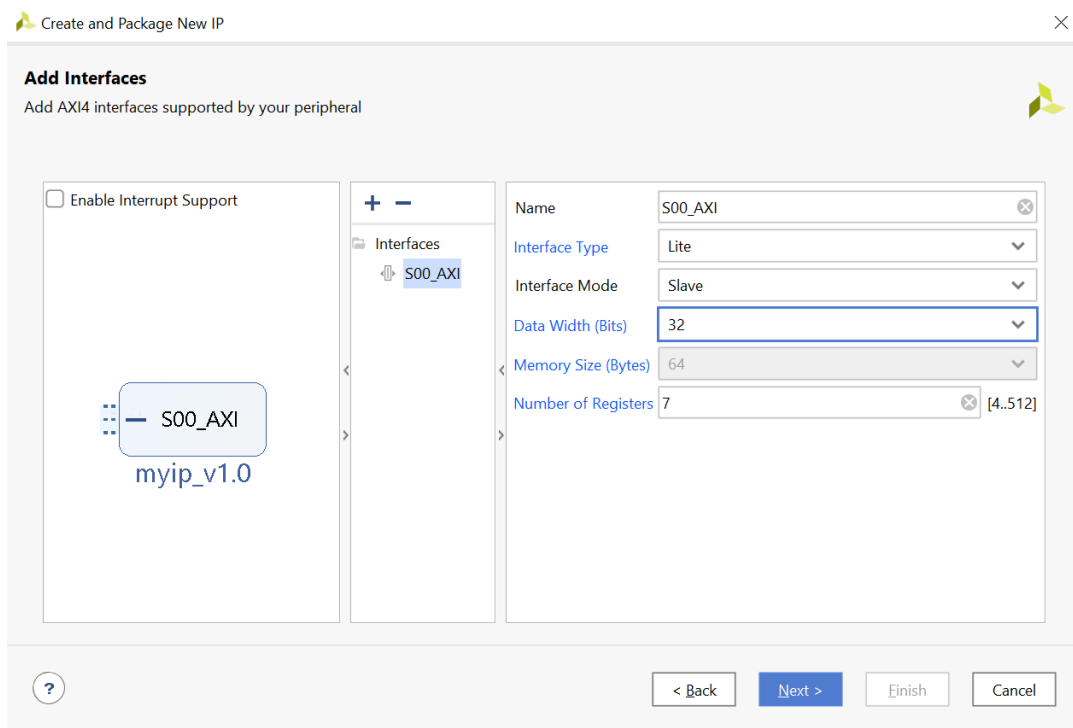 Create and Package New IP
Add Interfaces
Add AXI4 interfaces supported by your peripheral
Enable Interrupt Support
S00_AXI
myip_v1.0
Interfaces
S00_AXI
Name S00_AXI
Interface Type Lite
Interface Mode Slave
Data Width (Bits) 32
Memory Size (Bytes) 64
Number of Registers 7 [4..512]
? < Back Next > Finish Cancel